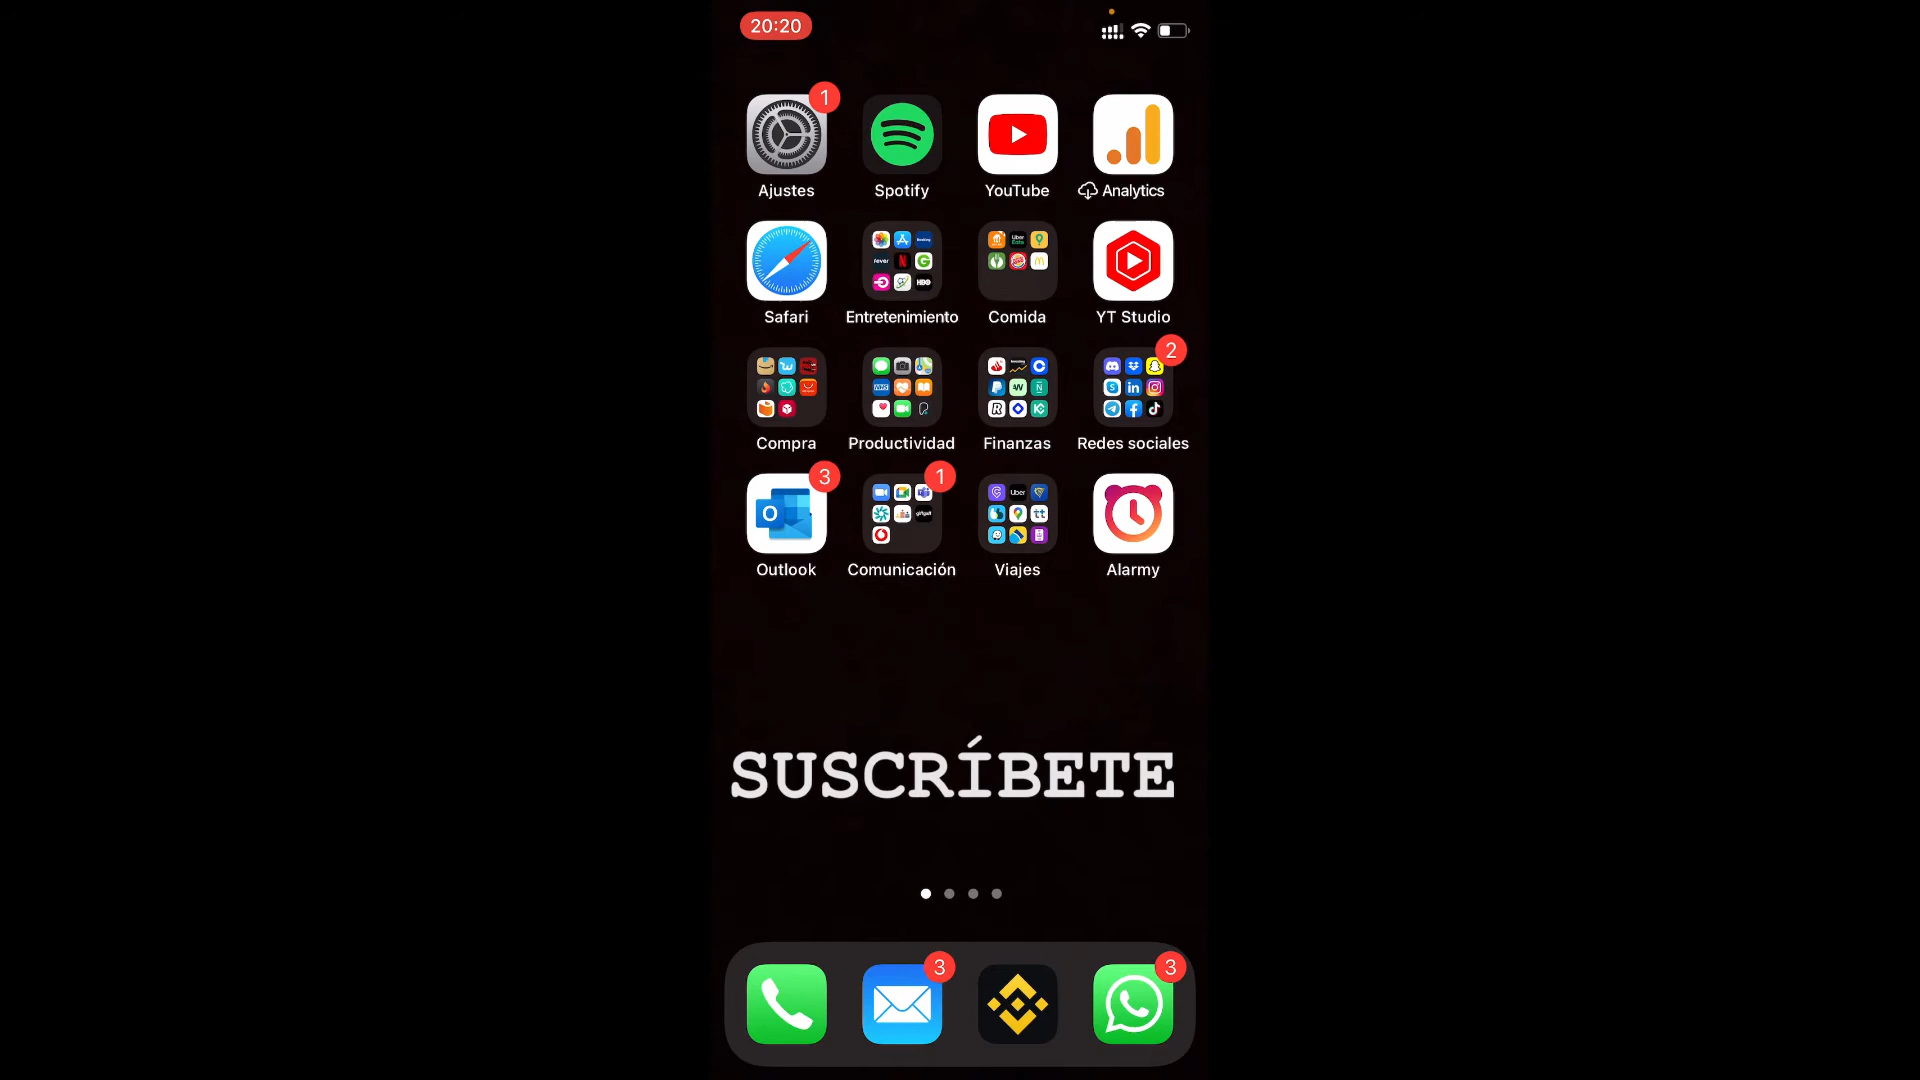 20:20
1
Ajustes
Spotify
YouTube
Analytics
Safari
Entretenimiento
Comida
YT Studio
2
Compra
Productividad
Finanzas
Redes sociales
3
1
O
Outlook
Comunicación
Viajes
Alarmy
SUSCRÍBETE
3
3